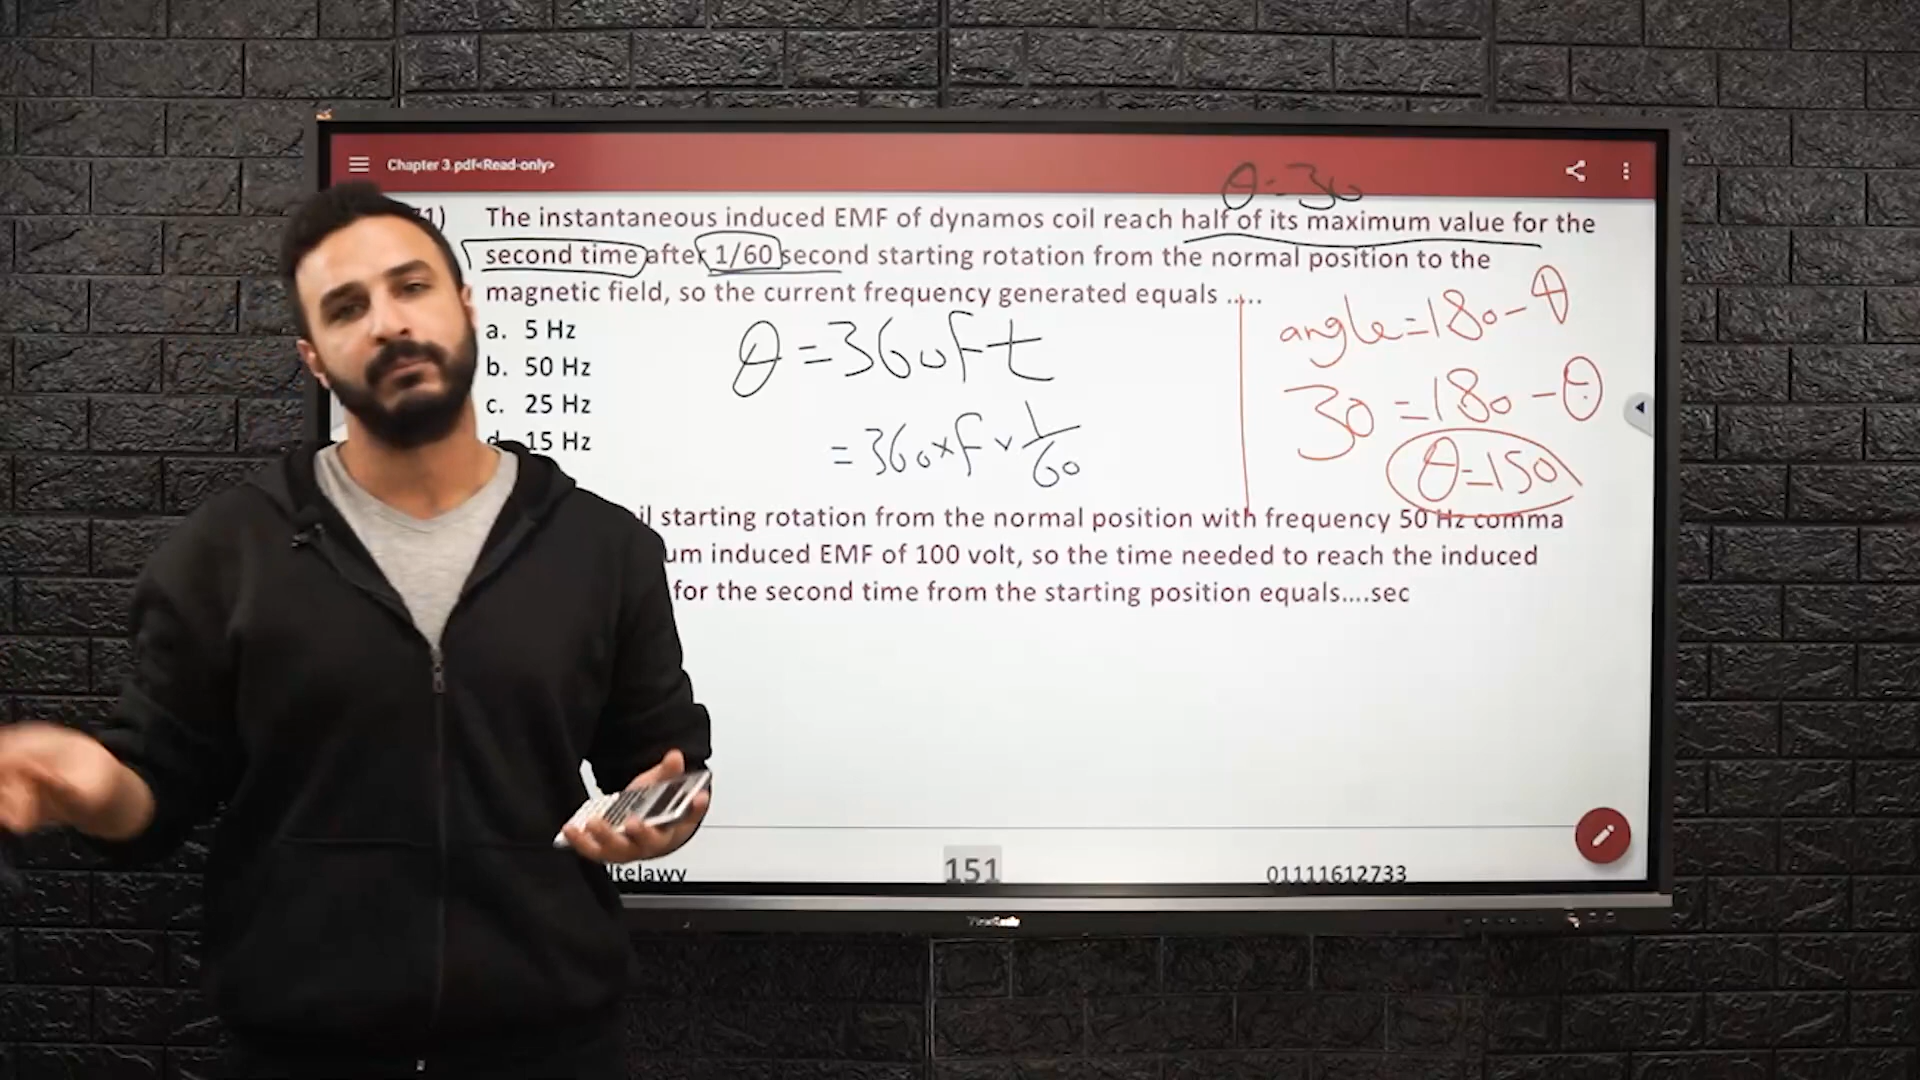 Chapter 3.pdf<Read-only>
θ=30
71) The instantaneous induced EMF of dynamos coil reach half of its maximum value for the
second time after 1/60 second starting rotation from the normal position to the
magnetic field, so the current frequency generated equals .....
a. 5 Hz
b. 50 Hz
c. 25 Hz
d. 15 Hz
θ=360ft
=360×f×1/60
angle=180-θ
30=180-θ
θ=150
starting rotation from the normal position with frequency 50 Hz comma
induced EMF of 100 volt, so the time needed to reach the induced
for the second time from the starting position equals....sec
ltelawy
151
01111612733
ViewSonic